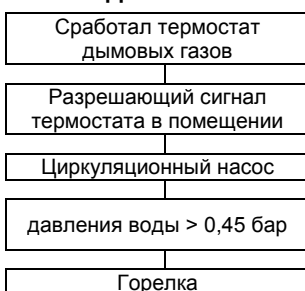 Сработал термостат
дымовых газов
Разрешающий сигнал
термостата в помещении
Циркуляционный насос
давления воды > 0,45 бар
Горелка